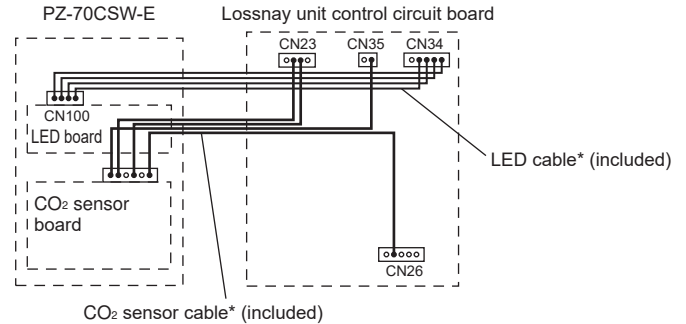 PZ-70CSW-E
Lossnay unit control circuit board
CN23
CN35
CN34
CN100
LED board
LED cable* (included)
CO₂ sensor
board
CN26
CO₂ sensor cable* (included)